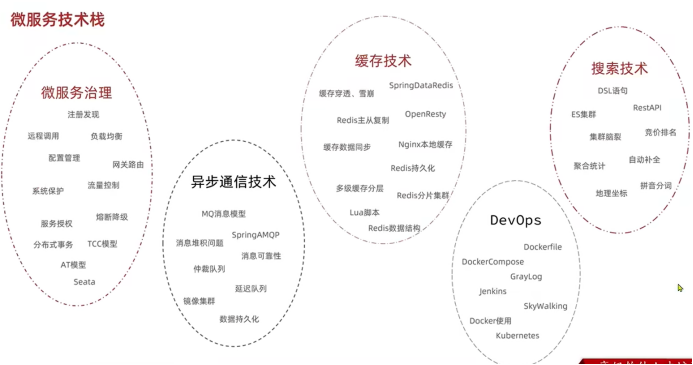 微服务技术栈
微服务治理
注册发现
远程调用
负载均衡
配置管理
网关路由
系统保护
流量控制
服务授权
熔断降级
分布式事务
TCC模型
AT模型
Seata
异步通信技术
MQ消息模型
消息堆积问题
SpringAMQP
消息可靠性
仲裁队列
延迟队列
镜像集群
数据持久化
缓存技术
SpringDataRedis
缓存穿透、雪崩
OpenResty
Redis主从复制
缓存数据同步
Nginx本地缓存
Redis持久化
多级缓存分层
Redis分片集群
Lua脚本
Redis数据结构
DevOps
Dockerfile
DockerCompose
GrayLog
Jenkins
SkyWalking
Docker使用
Kubernetes
搜索技术
DSL语句
RestAPI
ES集群
集群脑裂
竞价排名
自动补全
聚合统计
拼音分词
地理坐标